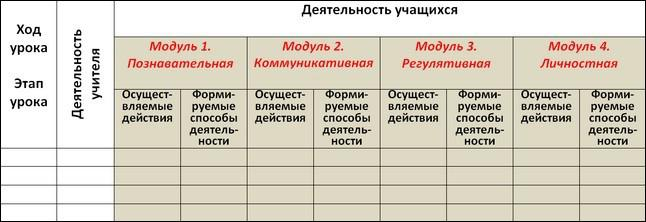 Ход
урока
Этап
урока
Деятельность
учителя
Деятельность учащихся
Модуль 1.
Познавательная
Модуль 2.
Коммуникативная
Модуль 3.
Регулятивная
Модуль 4.
Личностная
Осущест-
вляемые
действия
Форми-
руемые
способы
деятель-
ности
Осущест-
вляемые
действия
Форми-
руемые
способы
деятель-
ности
Осущест-
вляемые
действия
Форми-
руемые
способы
деятель-
ности
Осущест-
вляемые
действия
Форми-
руемые
способы
деятель-
ности